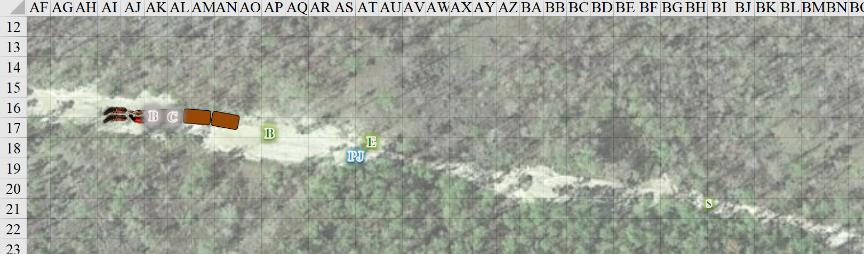 AF AG AH AI AJ AK AL AM AN AO AP AQ AR AS AT AU AV AW AX AY AZ BA BB BC BD BE BF BG BH BI BJ BK BL BM BN
12
13
14
15
16 B C
17 B
E
18 PJ
19
20
21 S
22
23